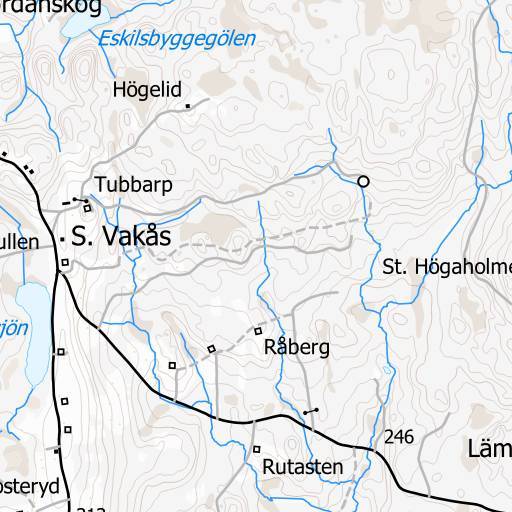 Eskilsbyggegölen
Högelid
Tubbarp
S. Vakås
St. Högaholme
Råberg
246
Rutasten